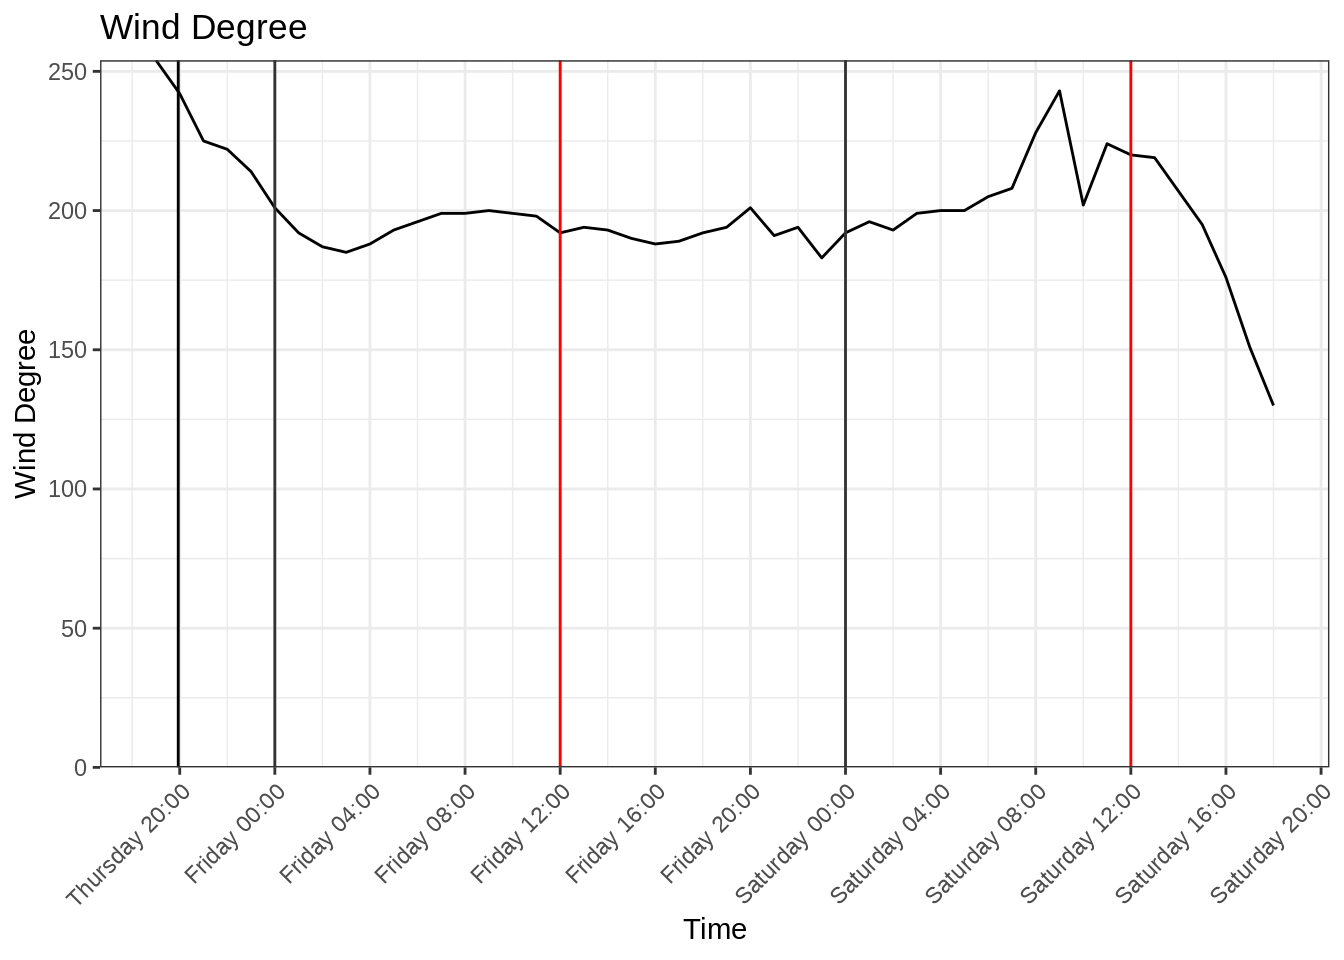 Wind Degree
Wind Degree
250
200
150
100
50
0
Thursday 20:00
Friday 00:00
Friday 04:00
Friday 08:00
Friday 12:00
Friday 16:00
Friday 20:00
Saturday 00:00
Saturday 04:00
Saturday 08:00
Saturday 12:00
Saturday 16:00
Saturday 20:00
Time